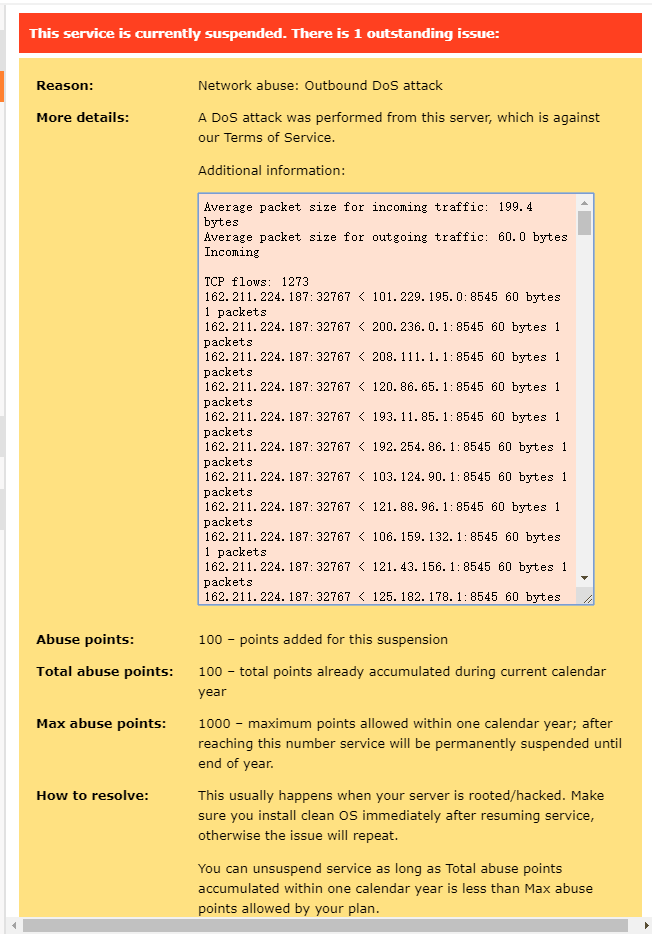 This service is currently suspended. There is 1 outstanding issue:
Reason: Network abuse: Outbound DoS attack
More details: A DoS attack was performed from this server, which is against
our Terms of Service.
Additional information:
Average packet size for incoming traffic: 199.4
bytes
Average packet size for outgoing traffic: 60.0 bytes
Incoming
TCP flows: 1273
162.211.224.187:32767 < 101.229.195.0:8545 60 bytes
1 packets
162.211.224.187:32767 < 200.236.0.1:8545 60 bytes 1
packets
162.211.224.187:32767 < 208.111.1.1:8545 60 bytes 1
packets
162.211.224.187:32767 < 120.86.65.1:8545 60 bytes 1
packets
162.211.224.187:32767 < 193.11.85.1:8545 60 bytes 1
packets
162.211.224.187:32767 < 192.254.86.1:8545 60 bytes 1
packets
162.211.224.187:32767 < 103.124.90.1:8545 60 bytes 1
packets
162.211.224.187:32767 < 121.88.96.1:8545 60 bytes 1
packets
162.211.224.187:32767 < 106.159.132.1:8545 60 bytes
1 packets
162.211.224.187:32767 < 121.43.156.1:8545 60 bytes 1
packets
162.211.224.187:32767 < 125.182.178.1:8545 60 bytes
Abuse points: 100 – points added for this suspension
Total abuse points: 100 – total points already accumulated during current calendar
year
Max abuse points: 1000 – maximum points allowed within one calendar year; after
reaching this number service will be permanently suspended until
end of year.
How to resolve: This usually happens when your server is rooted/hacked. Make
sure you install clean OS immediately after resuming service,
otherwise the issue will repeat.
You can unsuspend service as long as Total abuse points
accumulated within one calendar year is less than Max abuse
points allowed by your plan.